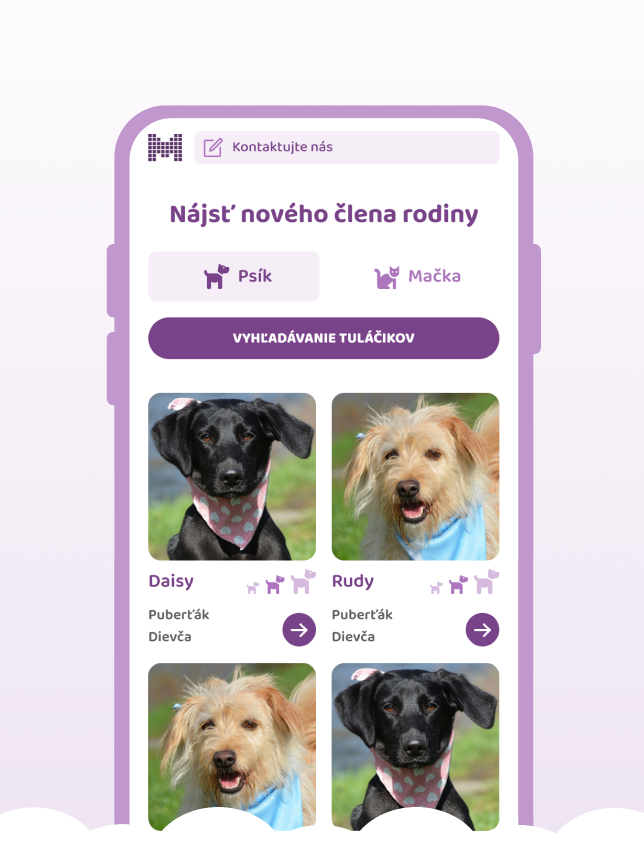 Kontaktujte nás
Nájsť nového člena rodiny
Psík
Mačka
VYHĽADÁVANIE TULÁČIKOV
Daisy
Rudy
Puberťák
Dievča
Puberťák
Dievča